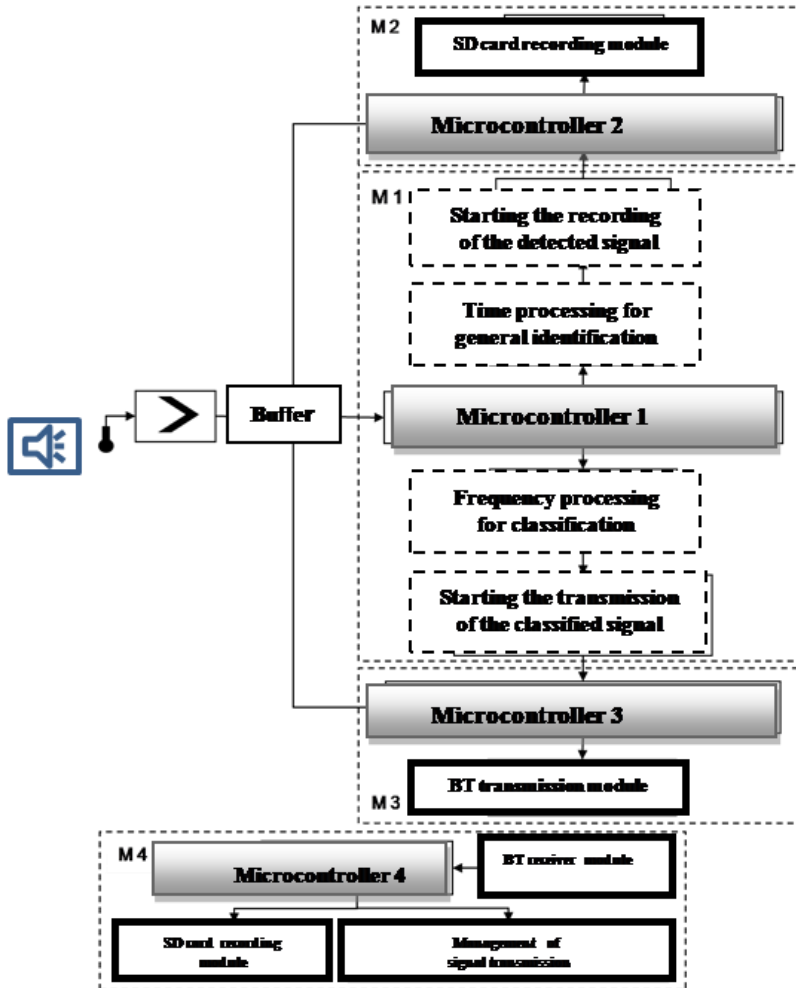 M 2
SD card recording module
Microcontroller 2
M 1
Starting the recording
of the detected signal
Time processing for
general identification
Buffer
Microcontroller 1
Frequency processing
for classification
Starting the transmission
of the classified signal
Microcontroller 3
BT transmission module
M 3
M 4
Microcontroller 4
BT receiver module
SD card recording
module
Management of
signal transmission